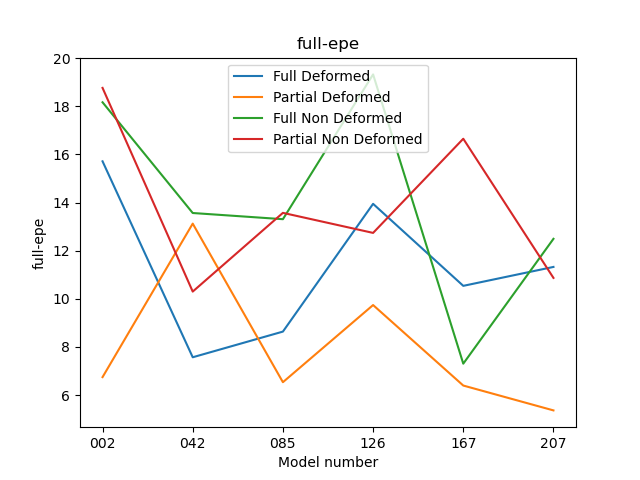 full-epe
20
18
16
14
12
10
8
6
full-epe
Full Deformed
Partial Deformed
Full Non Deformed
Partial Non Deformed
002 042 085 126 167 207
Model number